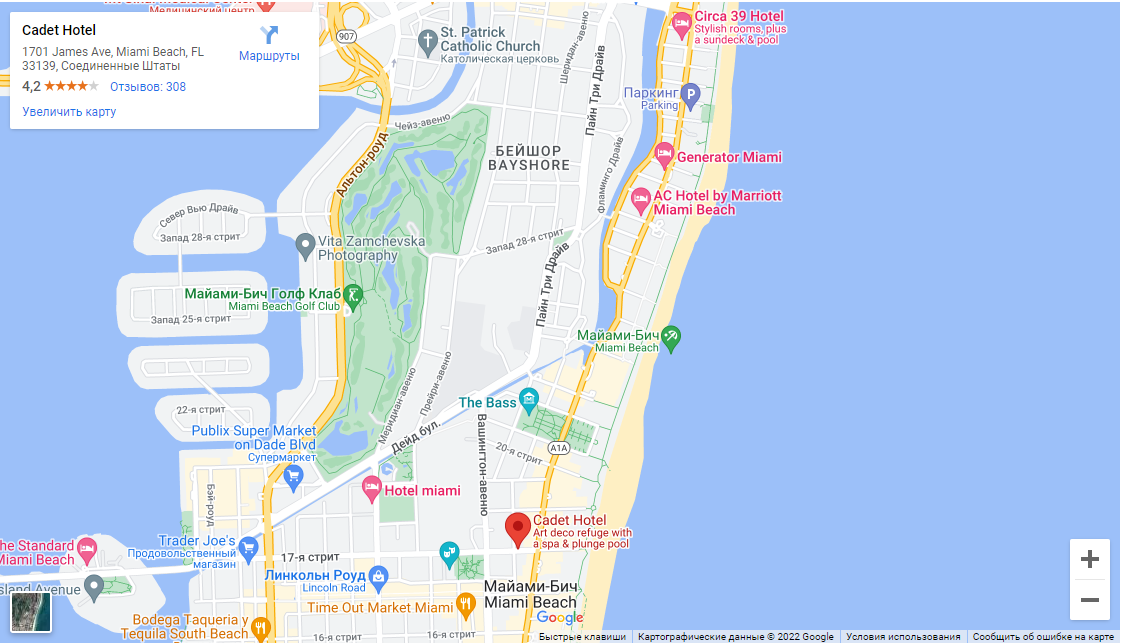 Cadet Hotel
1701 James Ave, Miami Beach, FL
33139, Соединенные Штаты
4,2
Отзывов: 308
Увеличить карту
Маршруты
Медицинский центр
907
St. Patrick
Catholic Church
Католическая церковь
Шеридан-авеню
Пайн Три Драйв
Circa 39 Hotel
Stylish rooms, plus
a sundeck & pool
Паркинг
Parking
P
Чейз-авеню
Альтон-роуд
БЕЙШОР
BAYSHORE
Фламинго Драйв
Generator Miami
AC Hotel by Marriott
Miami Beach
Север Вью Драйв
Запад 28-я стрит
Vita Zamchevska
Photography
Запад 28-я стрит
Пайн Три Драйв
Майами-Бич Голф Клаб
Miami Beach Golf Club
Запад 25-я стрит
Майами-Бич
Miami Beach
Меридиан-авеню
Прейри-авеню
The Bass
22-я стрит
Publix Super Market
on Dade Blvd
Супермаркет
Дейд бул.
Вашингтон-авеню
A1A
20-я стрит
Бэй-роуд
Hotel miami
Cadet Hotel
Art deco refuge with
a spa & plunge pool
The Standard
Miami Beach
Trader Joe's
Продовольственный
магазин
17-я стрит
Линкольн Роуд
Lincoln Road
Island Avenue
Майами-Бич
Miami Beach
Time Out Market Miami
Bodega Taqueria y
Tequila South Beach
16-я стрит
16-я стрит
Google
Быстрые клавиши
Картографические данные © 2022 Google
Условия использования
Сообщить об ошибке на карте